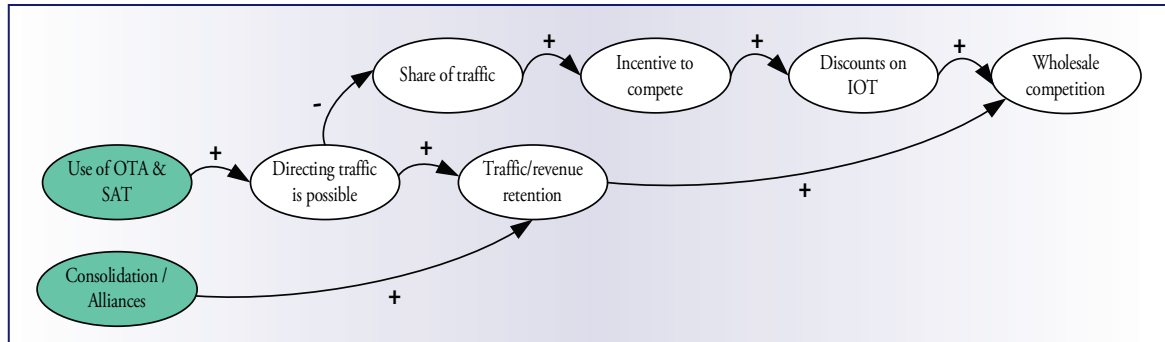 +
+
+
Share of traffic
Incentive to
compete
Discounts on
IOT
Wholesale
competition
-
+
+
Use of OTA &
SAT
Directing traffic
is possible
Traffic/revenue
retention
+
Consolidation /
Alliances
+